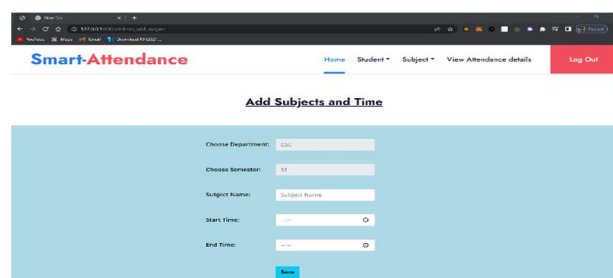 New Tab
YouTube Maps Gmail
Smart-Attendance
Home Student Subject View Attendance details Log Out
Add Subjects and Time
Choose Department:
Choose Semester: S1
Subject Name: Subject Name
Start Time: --:--
End Time: --:--
Save